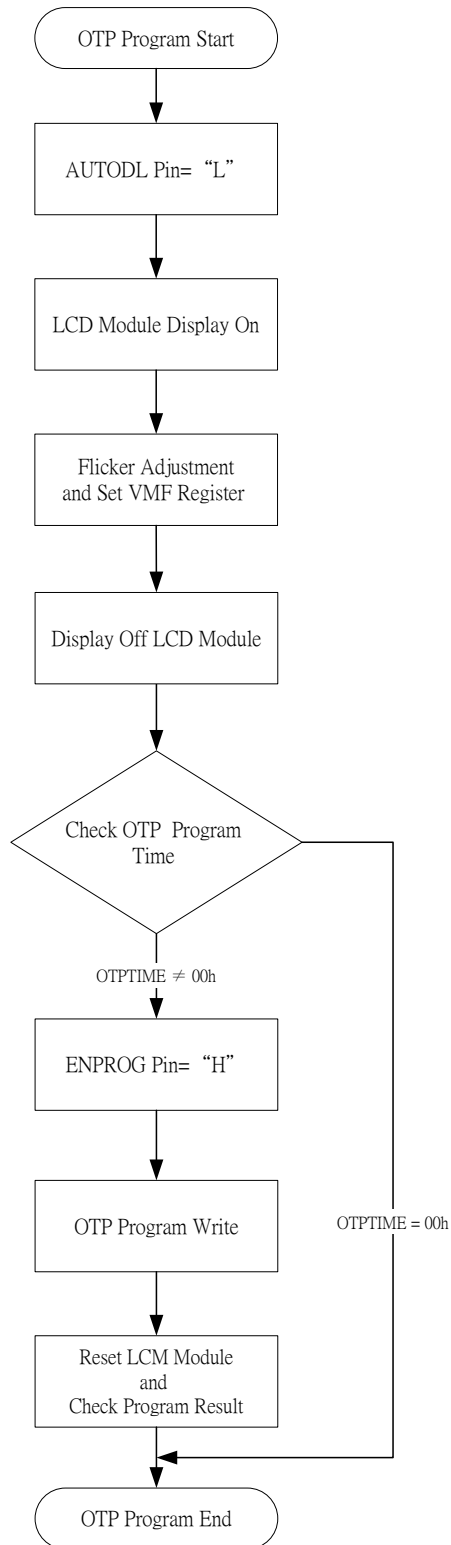 OTP Program Start
AUTODL Pin= “L”
LCD Module Display On
Flicker Adjustment
and Set VMF Register
Display Off LCD Module
Check OTP Program
Time
OTPTIME ≠ 00h
ENPROG Pin= “H”
OTP Program Write
OTPTIME = 00h
Reset LCM Module
and
Check Program Result
OTP Program End